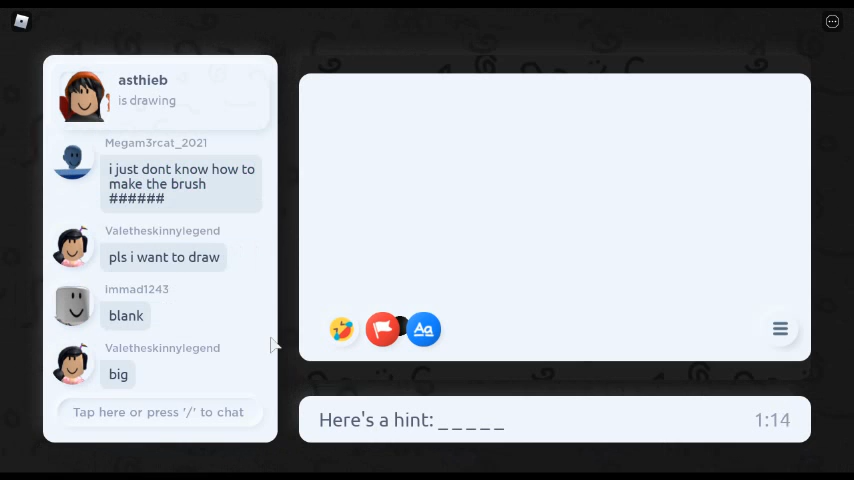 asthieb
is drawing
Megam3rcat_2021
i just dont know how to
make the brush
######
Valetheskinnylegend
pls i want to draw
Immad1243
blank
Valetheskinnylegend
big
Tap here or press '/' to chat
Aa
Here's a hint: _ _ _ _ _
1:14